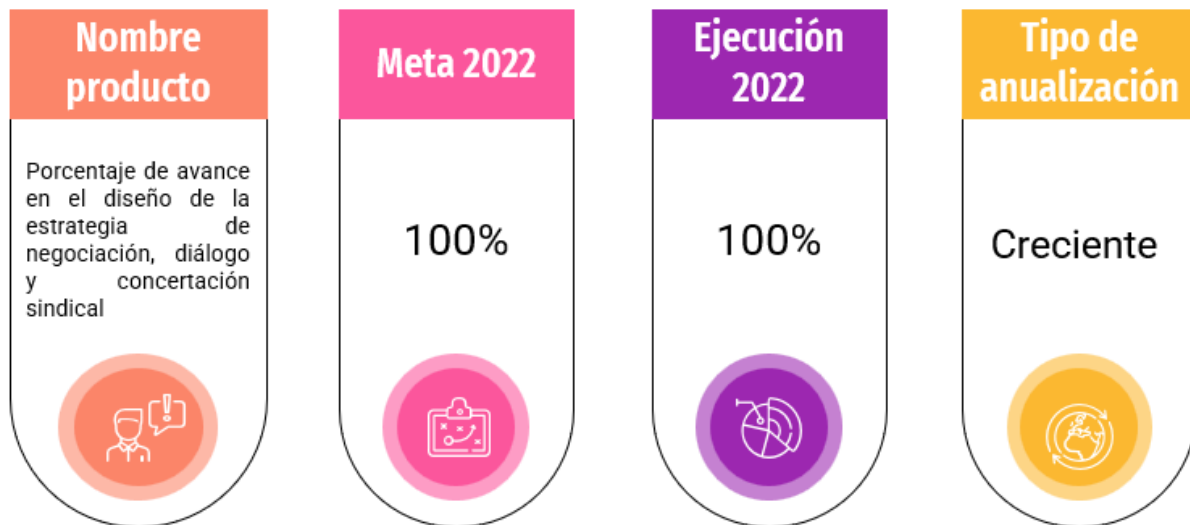 Nombre
producto
Porcentaje de avance
en el diseño de la
estrategia de
negociación, diálogo
y concertación
sindical
Meta 2022
100%
Ejecución
2022
100%
Tipo de
anualización
Creciente